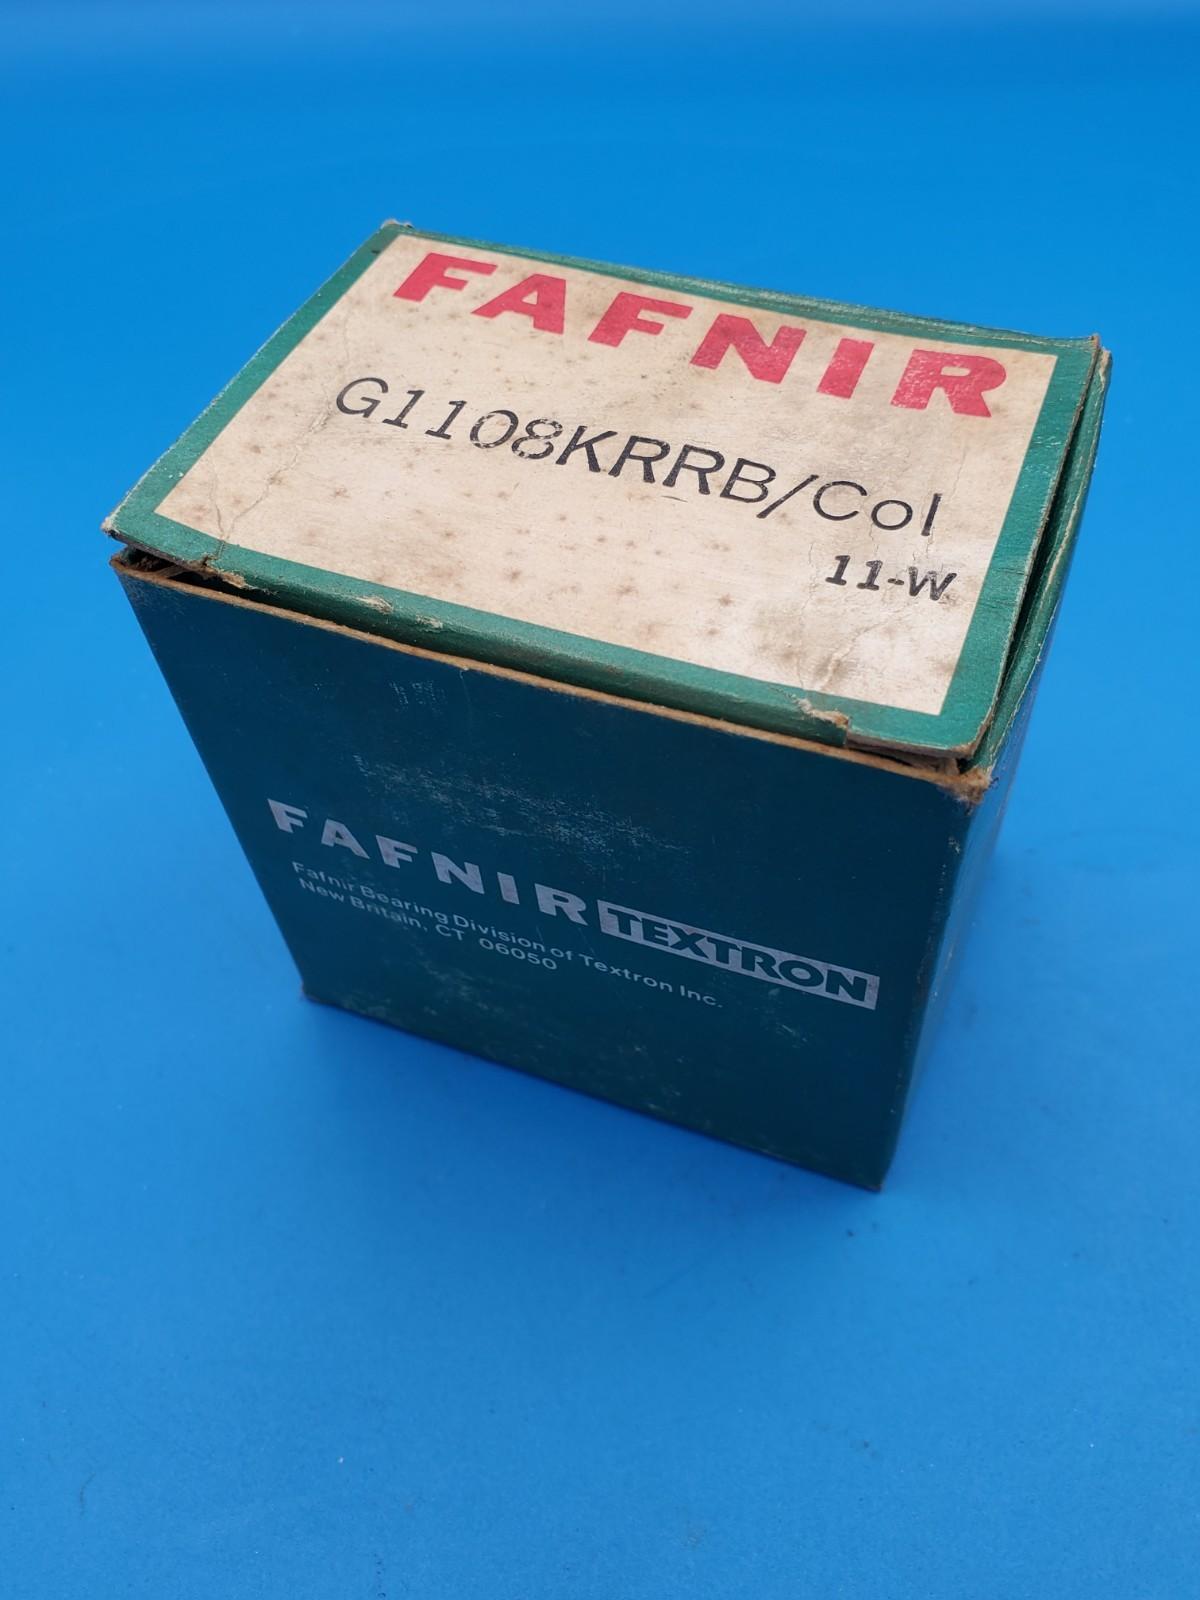 FAFNIR
G1108KRRB/Col
11-W
FAFNIR TEXTRON
Fafnir Bearing Division of Textron Inc.
New Britain, CT 06050